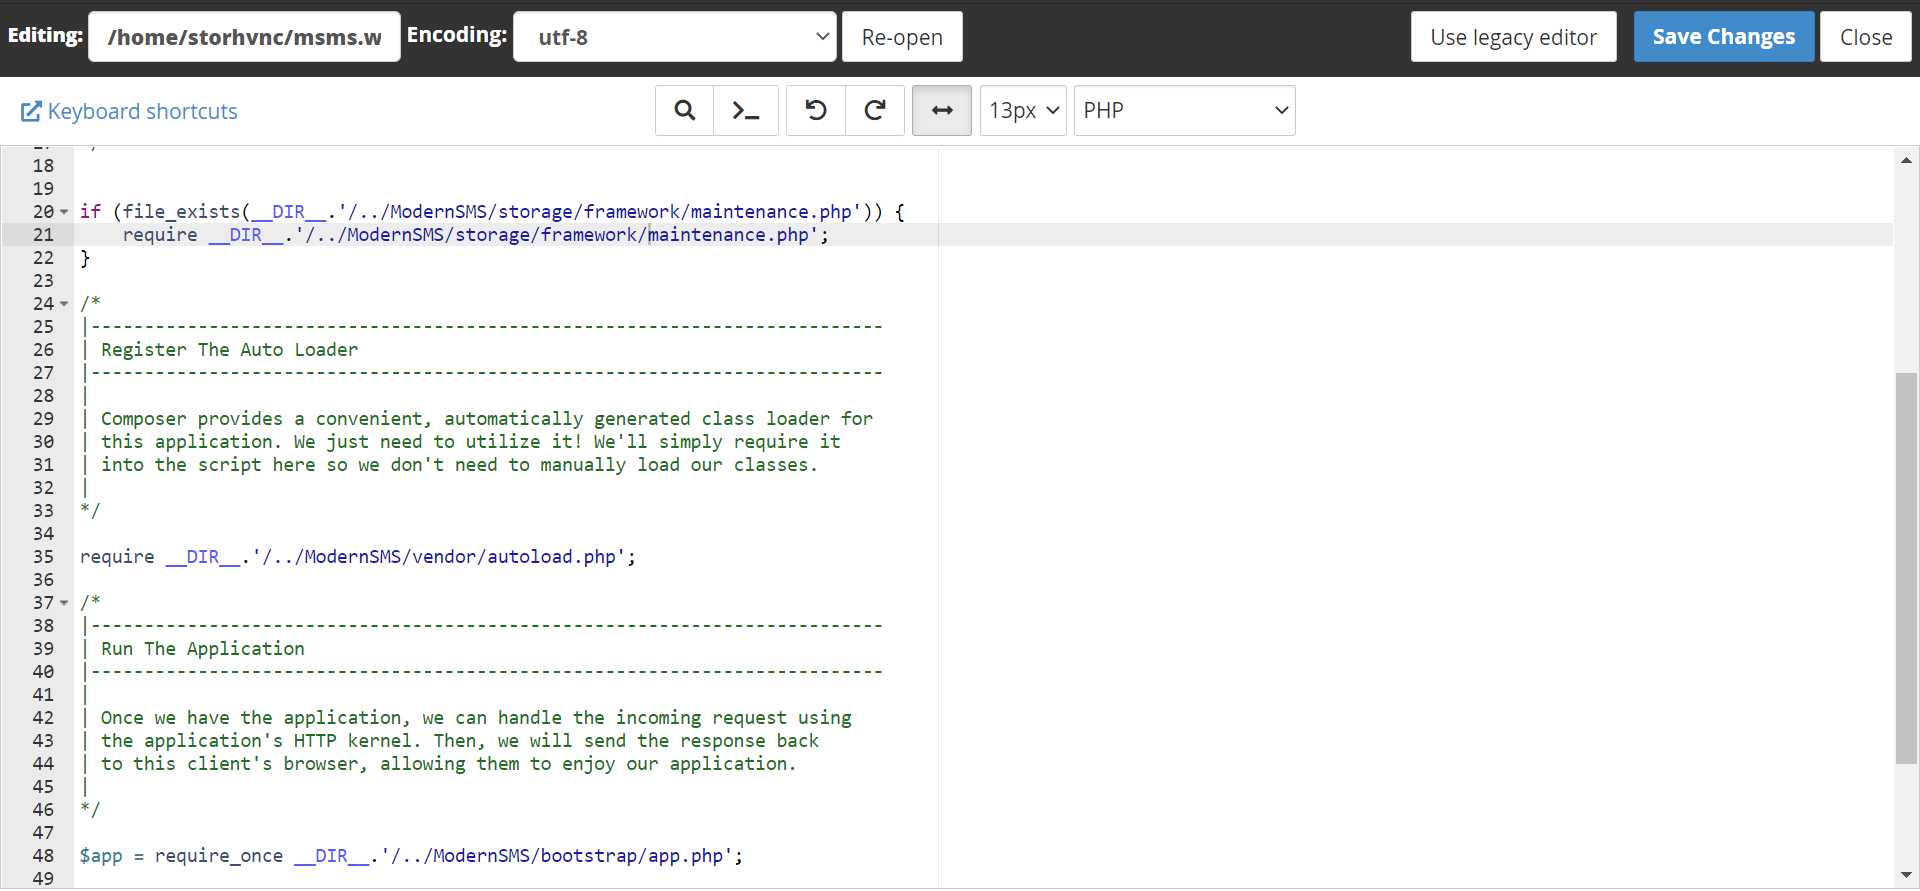 Editing: /home/storhvnc/msms.w Encoding: utf-8 Re-open Use legacy editor Save Changes Close
Keyboard shortcuts 13px PHP
18
19
20 if (file_exists(__DIR__.'/../ModernSMS/storage/framework/maintenance.php')) {
21     require __DIR__.'/../ModernSMS/storage/framework/maintenance.php';
22 }
23
24 /*
25 |--------------------------------------------------------------------------
26 | Register The Auto Loader
27 |--------------------------------------------------------------------------
28 |
29 | Composer provides a convenient, automatically generated class loader for
30 | this application. We just need to utilize it! We'll simply require it
31 | into the script here so we don't need to manually load our classes.
32 |
33 */
34
35 require __DIR__.'/../ModernSMS/vendor/autoload.php';
36
37 /*
38 |--------------------------------------------------------------------------
39 | Run The Application
40 |--------------------------------------------------------------------------
41 |
42 | Once we have the application, we can handle the incoming request using
43 | the application's HTTP kernel. Then, we will send the response back
44 | to this client's browser, allowing them to enjoy our application.
45 |
46 */
47
48 $app = require_once __DIR__.'/../ModernSMS/bootstrap/app.php';
49